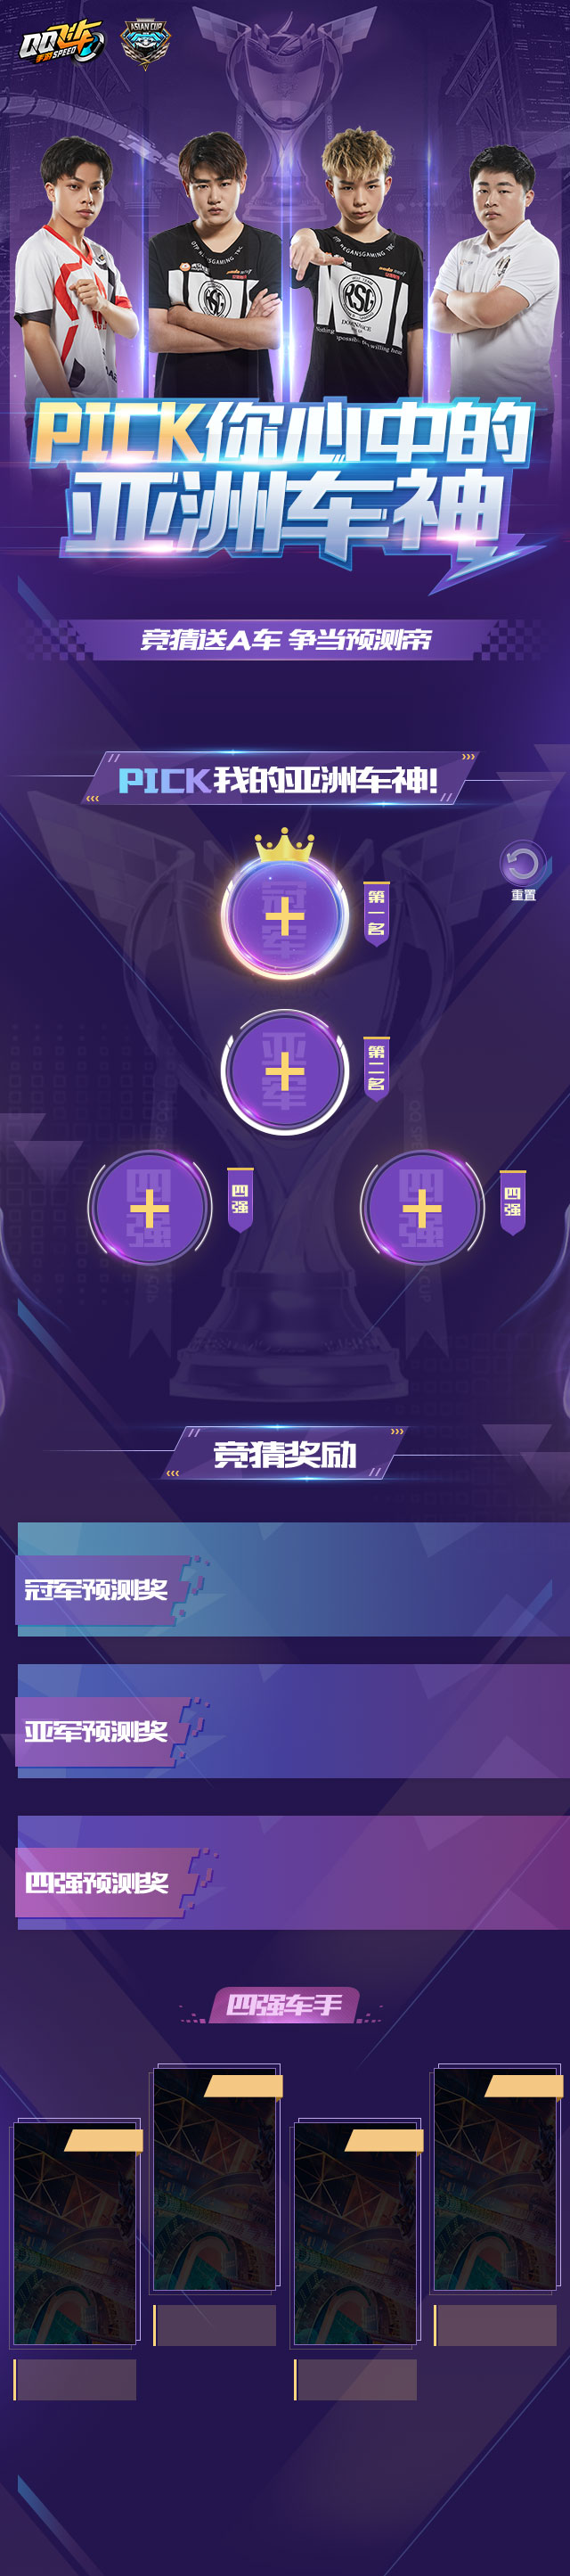 QQ飞车
手游 SPEED
ASIAN CUP
PICK你心中的
亚洲车神
竞猜送A车 争当预测帝
PICK我的亚洲车神!
冠军
第一名
重置
亚军
第二名
四强
四强
四强
四强
竞猜奖励
冠军预测奖
亚军预测奖
四强预测奖
四强车手